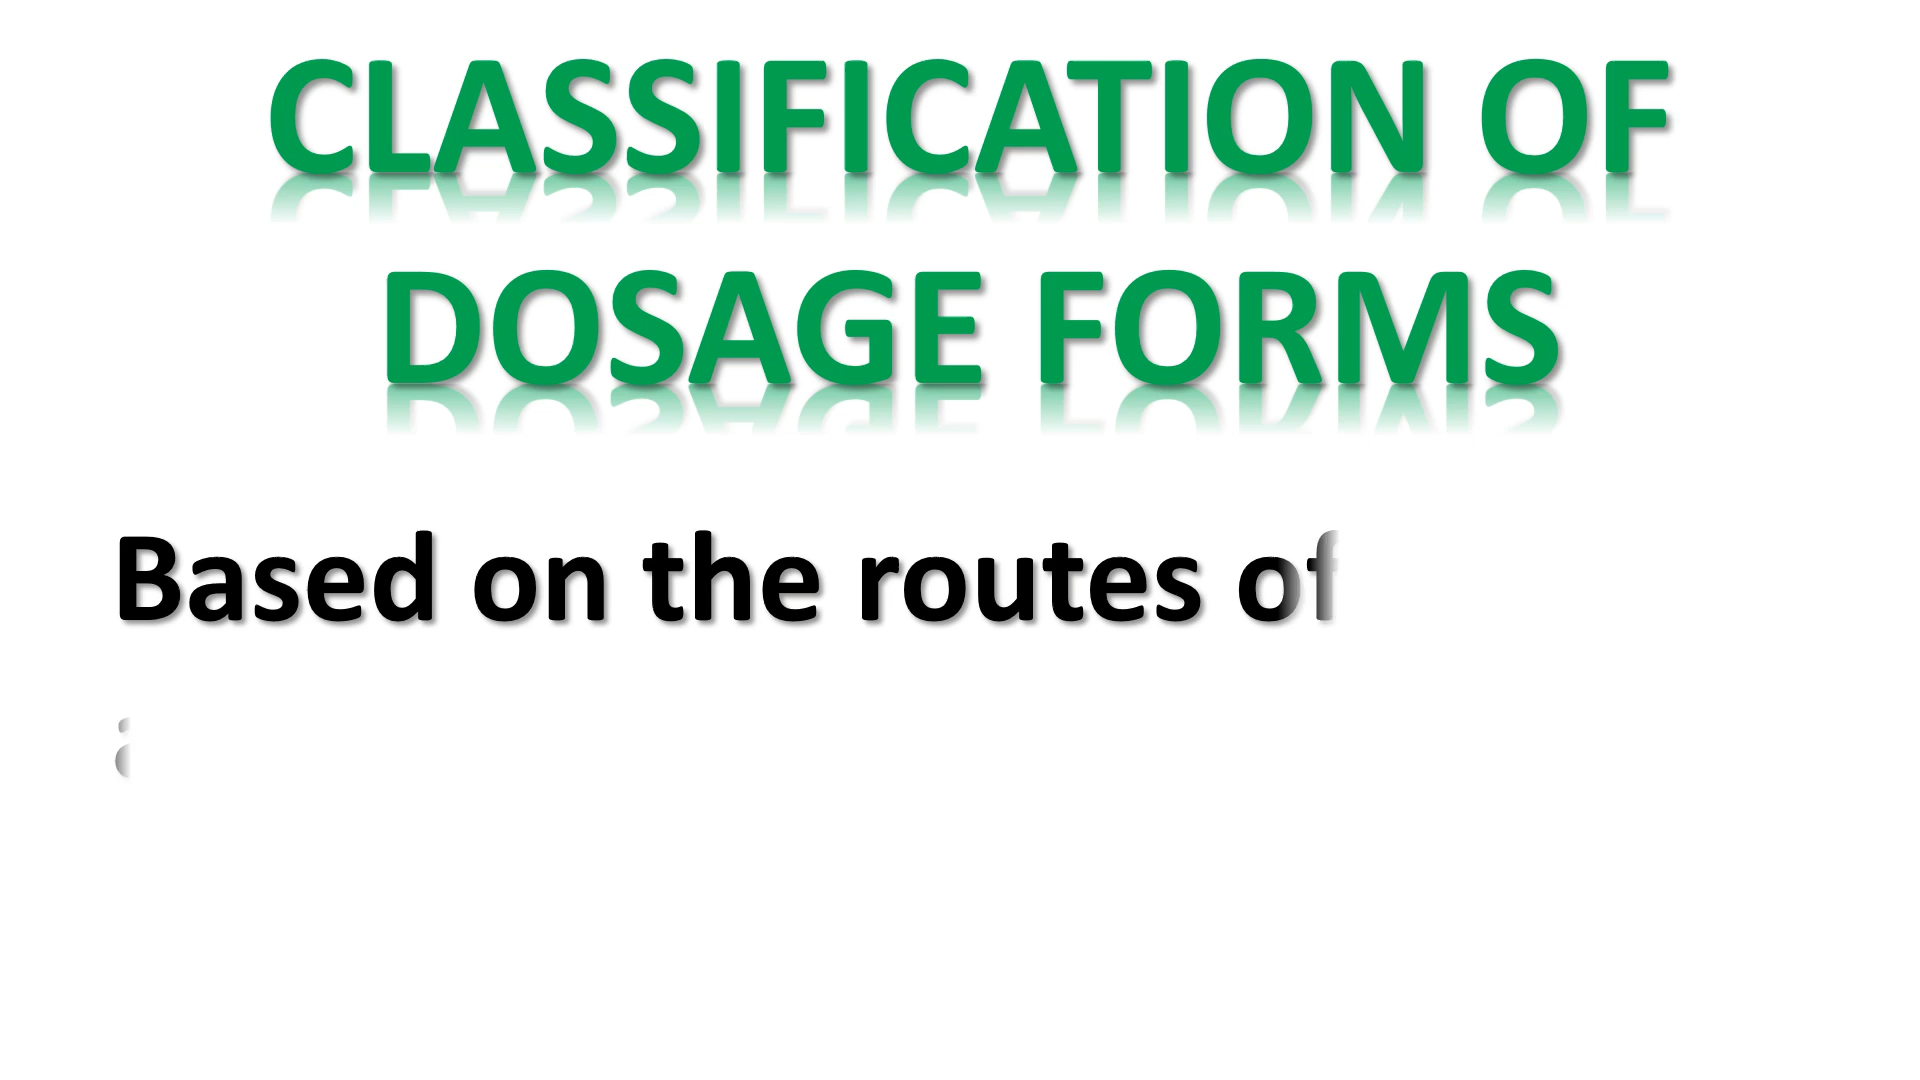 CLASSIFICATION OF
DOSAGE FORMS
Based on the routes of